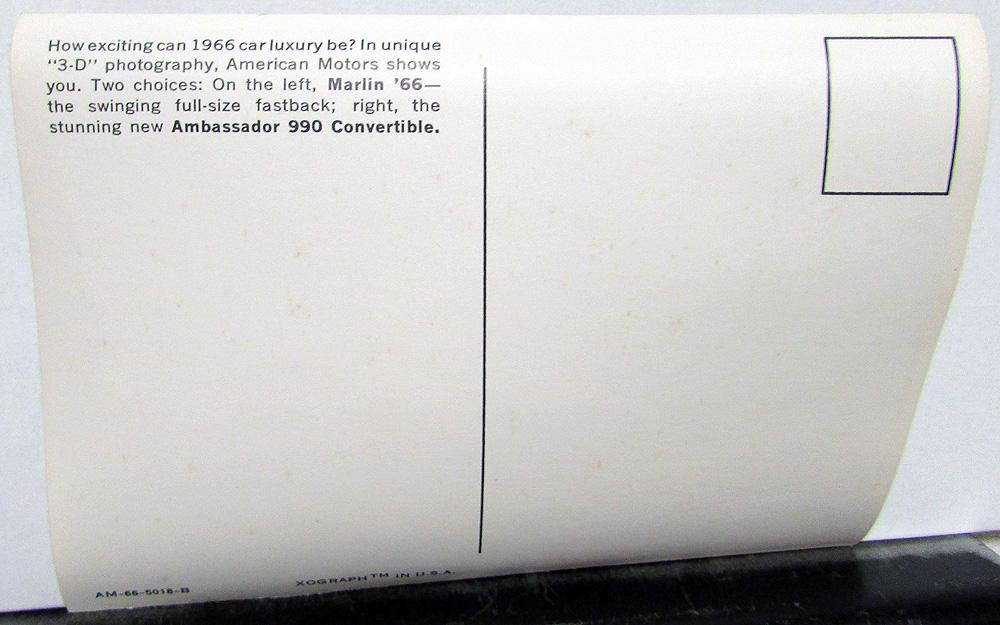 How exciting can 1966 car luxury be? In unique
“3-D” photography, American Motors shows
you. Two choices: On the left, Marlin ’66—
the swinging full-size fastback; right, the
stunning new Ambassador 990 Convertible.
XOGRAPH™ IN U.S.A.
AM-66-5018-B